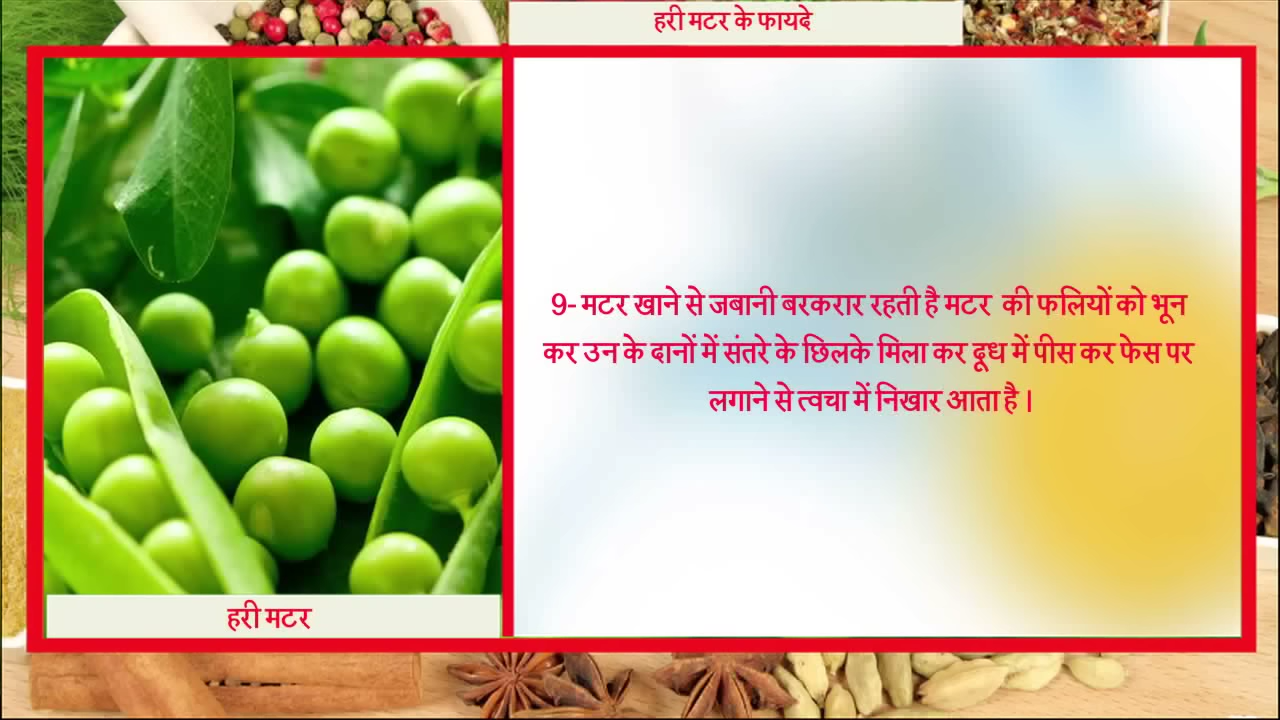 हरी मटर के फायदे
9- मटर खाने से जबानी बरकरार रहती है मटर की फलियों को भून
कर उन के दानों में संतरे के छिलके मिला कर दूध में पीस कर फेस पर
लगाने से त्वचा में निखार आता है ।
हरी मटर